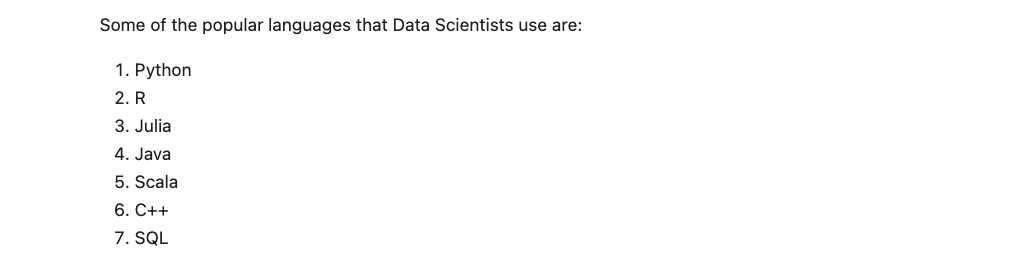 Some of the popular languages that Data Scientists use are:
1. Python
2. R
3. Julia
4. Java
5. Scala
6. C++
7. SQL